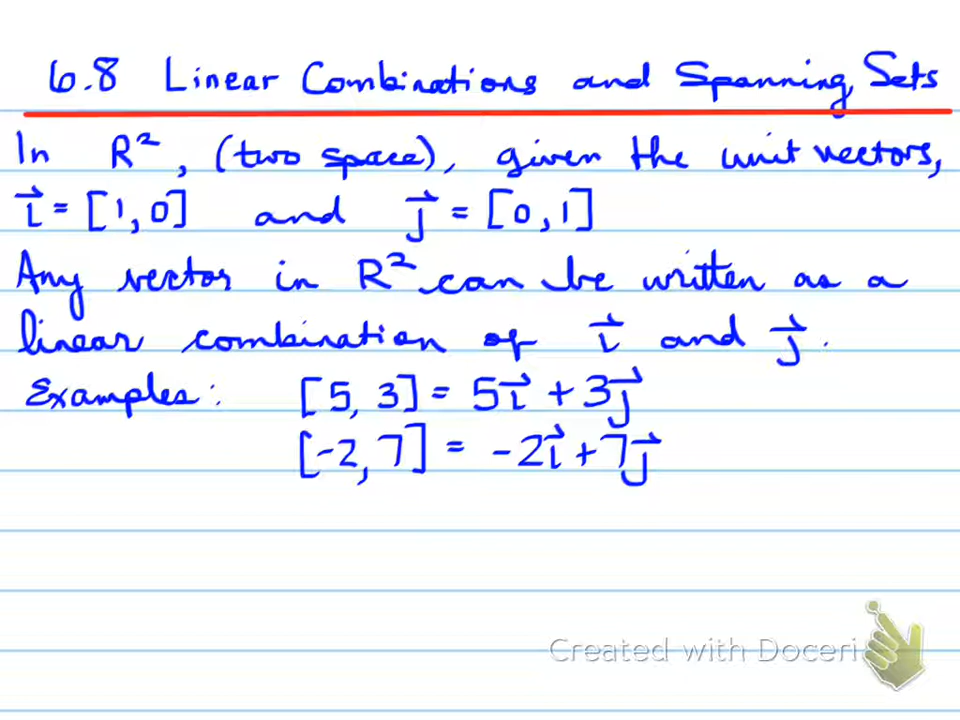 6.8 Linear Combinations and Spanning Sets
In R², (two space), given the unit vectors,
i⃗ = [1,0] and j⃗ = [0,1]
Any vector in R² can be written as a
linear combination of i⃗ and j⃗.
Examples: [5, 3] = 5i⃗ + 3j⃗
[-2, 7] = -2i⃗ + 7j⃗
Created with Doceri